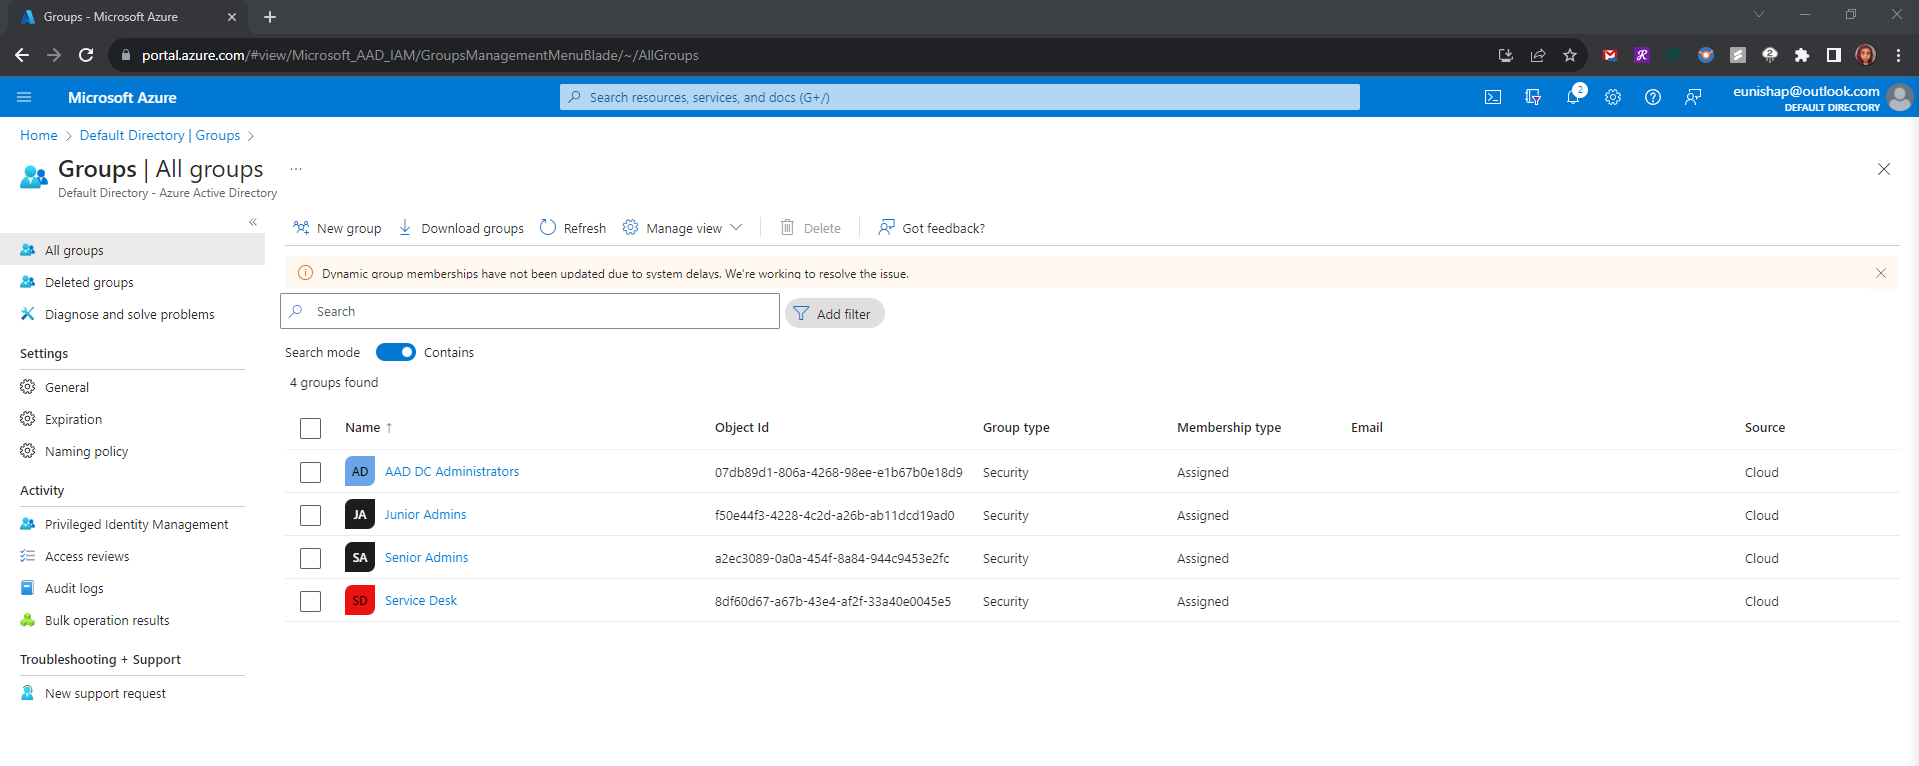 Groups - Microsoft Azure
portal.azure.com/#view/Microsoft_AAD_IAM/GroupsManagementMenuBlade/~/AllGroups
Microsoft Azure
Search resources, services, and docs (G+/)
2
eunishap@outlook.com
DEFAULT DIRECTORY
Home > Default Directory | Groups >
Groups | All groups ...
Default Directory - Azure Active Directory
«
All groups
Deleted groups
Diagnose and solve problems
Settings
General
Expiration
Naming policy
Activity
Privileged Identity Management
Access reviews
Audit logs
Bulk operation results
Troubleshooting + Support
New support request
New group Download groups Refresh Manage view Delete Got feedback?
Dynamic group memberships have not been updated due to system delays. We're working to resolve the issue.
Search Add filter
Search mode Contains
4 groups found
Name ↑ Object Id Group type Membership type Email Source
AD AAD DC Administrators 07db89d1-806a-4268-98ee-e1b67b0e18d9 Security Assigned Cloud
JA Junior Admins f50e44f3-4228-4c2d-a26b-ab11dcd19ad0 Security Assigned Cloud
SA Senior Admins a2ec3089-0a0a-454f-8a84-944c9453e2fc Security Assigned Cloud
SD Service Desk 8df60d67-a67b-43e4-af2f-33a40e0045e5 Security Assigned Cloud